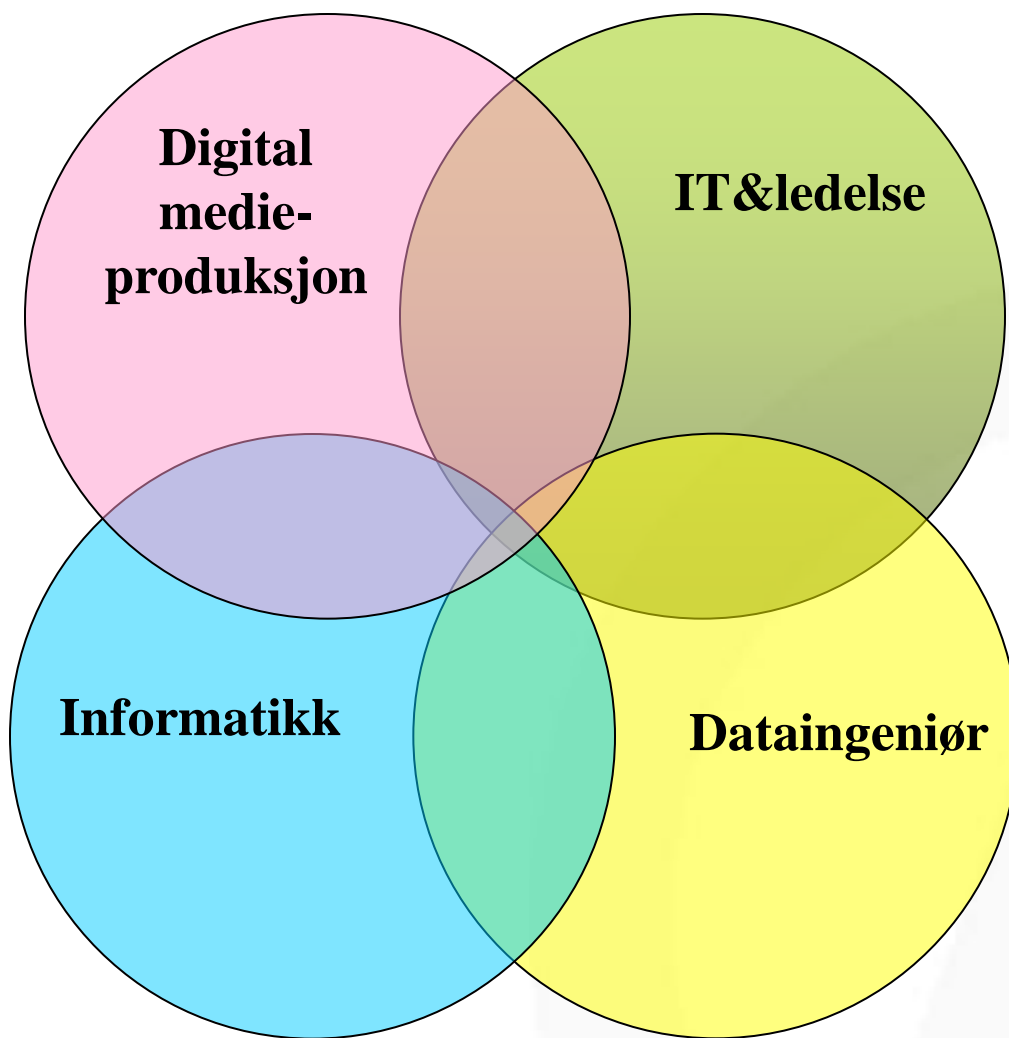 Digital
medie-
produksjon
IT&ledelse
Informatikk
Dataingeniør